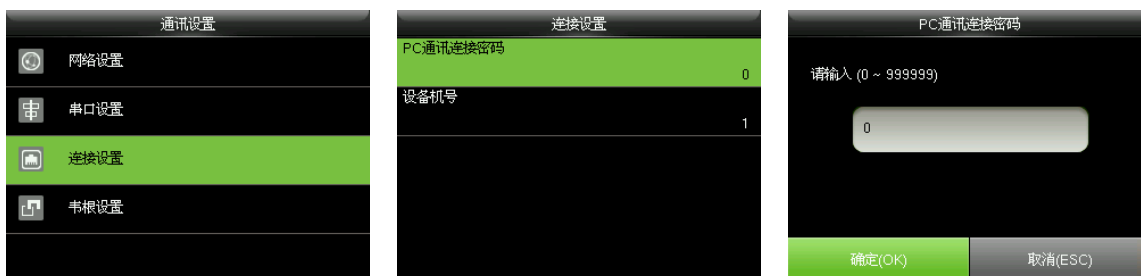 通讯设置
网络设置
串口设置
连接设置
韦根设置
连接设置
PC通讯连接密码
0
设备机号
1
PC通讯连接密码
请输入 (0 ~ 999999)
0
确定(OK)
取消(ESC)